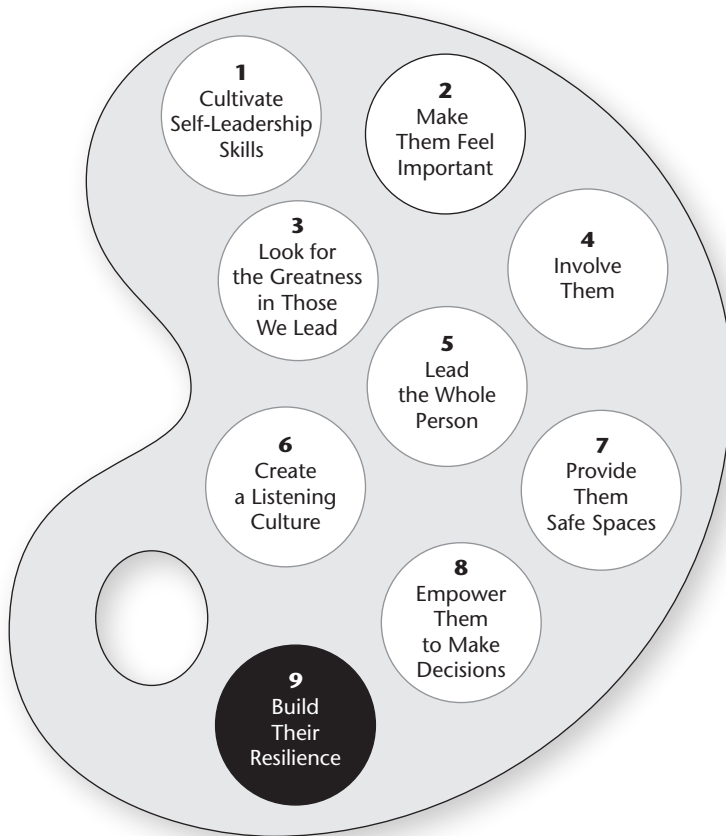 1
Cultivate
Self-Leadership
Skills
2
Make
Them Feel
Important
3
Look for
the Greatness
in Those
We Lead
4
Involve
Them
5
Lead
the Whole
Person
6
Create
a Listening
Culture
7
Provide
Them
Safe Spaces
8
Empower
Them
to Make
Decisions
9
Build
Their
Resilience